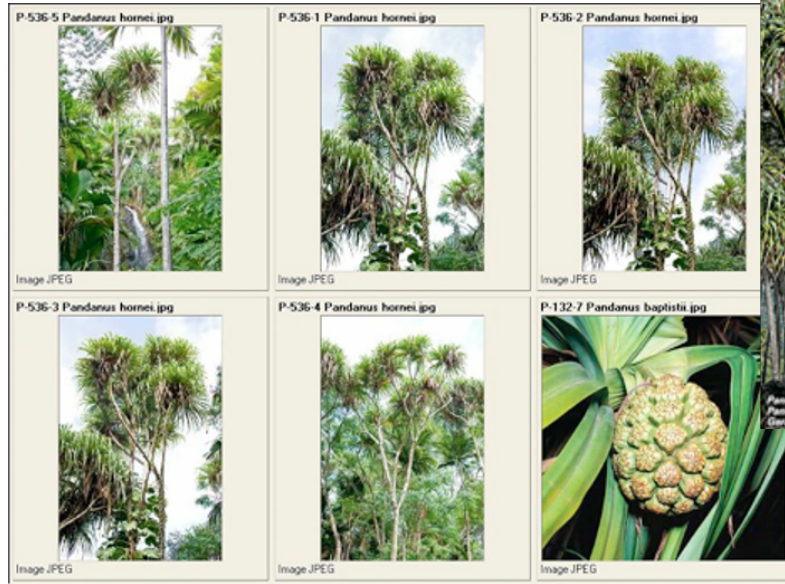 P-536-5 Pandanus hornei.jpg
P-536-1 Pandanus hornei.jpg
P-536-2 Pandanus hornei.jpg
Image JPEG
Image JPEG
Image JPEG
P-536-3 Pandanus hornei.jpg
P-536-4 Pandanus hornei.jpg
P-132-7 Pandanus baptistii.jpg
Image JPEG
Image JPEG
Image JPEG